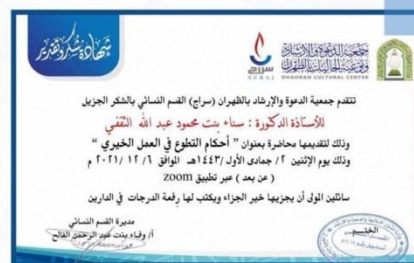 شهادة شكر وتقدير
سراج
SERAJ
جمعية الدعوة والإرشاد
وتوعية الجاليات بالظهران
DHAHRAN CULTURAL CENTER
تتقدم جمعية الدعوة والإرشاد بالظهران (سراج) القسم النسائي بالشكر الجزيل
للأستاذة الدكتورة : سناء بنت محمود عبد الله الثقفي
وذلك لتقديمها محاضرة بعنوان " أحكام التطوع في العمل الخيري "
وذلك يوم الإثنين ٢/ جمادى الأول /١٤٤٣هـ الموافق ١٢/٦ /٢٠٢١ م
( عن بعد ) عبر تطبيق zoom
سائلين المولى أن يجزيها خير الجزاء ويكتب لها رفعة الدرجات في الدارين
مديرة القسم النسائي
أ/ وفاء بنت عبد الرحمن الفالح
الختم